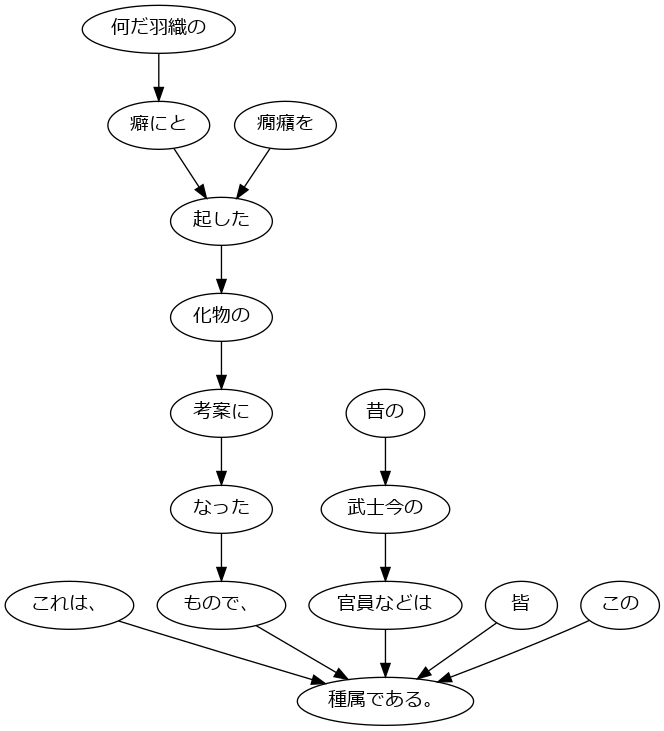 何だ羽織の
癖にと
癇癪を
起した
化物の
考案に
昔の
なった
武士今の
これは、
もので、
官員などは
皆
この
種属である。